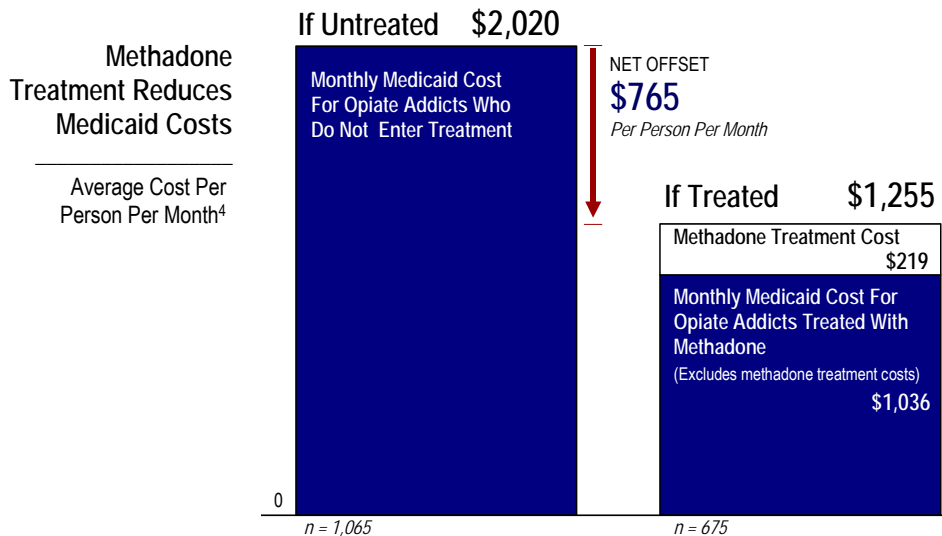 Methadone
Treatment Reduces
Medicaid Costs
Average Cost Per
Person Per Month4
If Untreated $2,020
Monthly Medicaid Cost
For Opiate Addicts Who
Do Not Enter Treatment
NET OFFSET
$765
Per Person Per Month
If Treated $1,255
Methadone Treatment Cost
$219
Monthly Medicaid Cost For
Opiate Addicts Treated With
Methadone
(Excludes methadone treatment costs)
$1,036
0
n = 1,065
n = 675